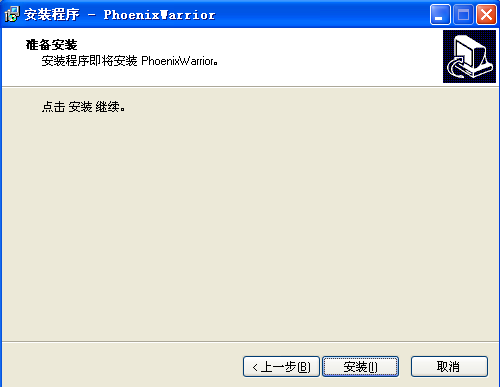 安装程序 - PhoenixWarrior
准备安装
安装程序即将安装 PhoenixWarrior。
点击 安装 继续。
< 上一步(B) 安装(I) 取消